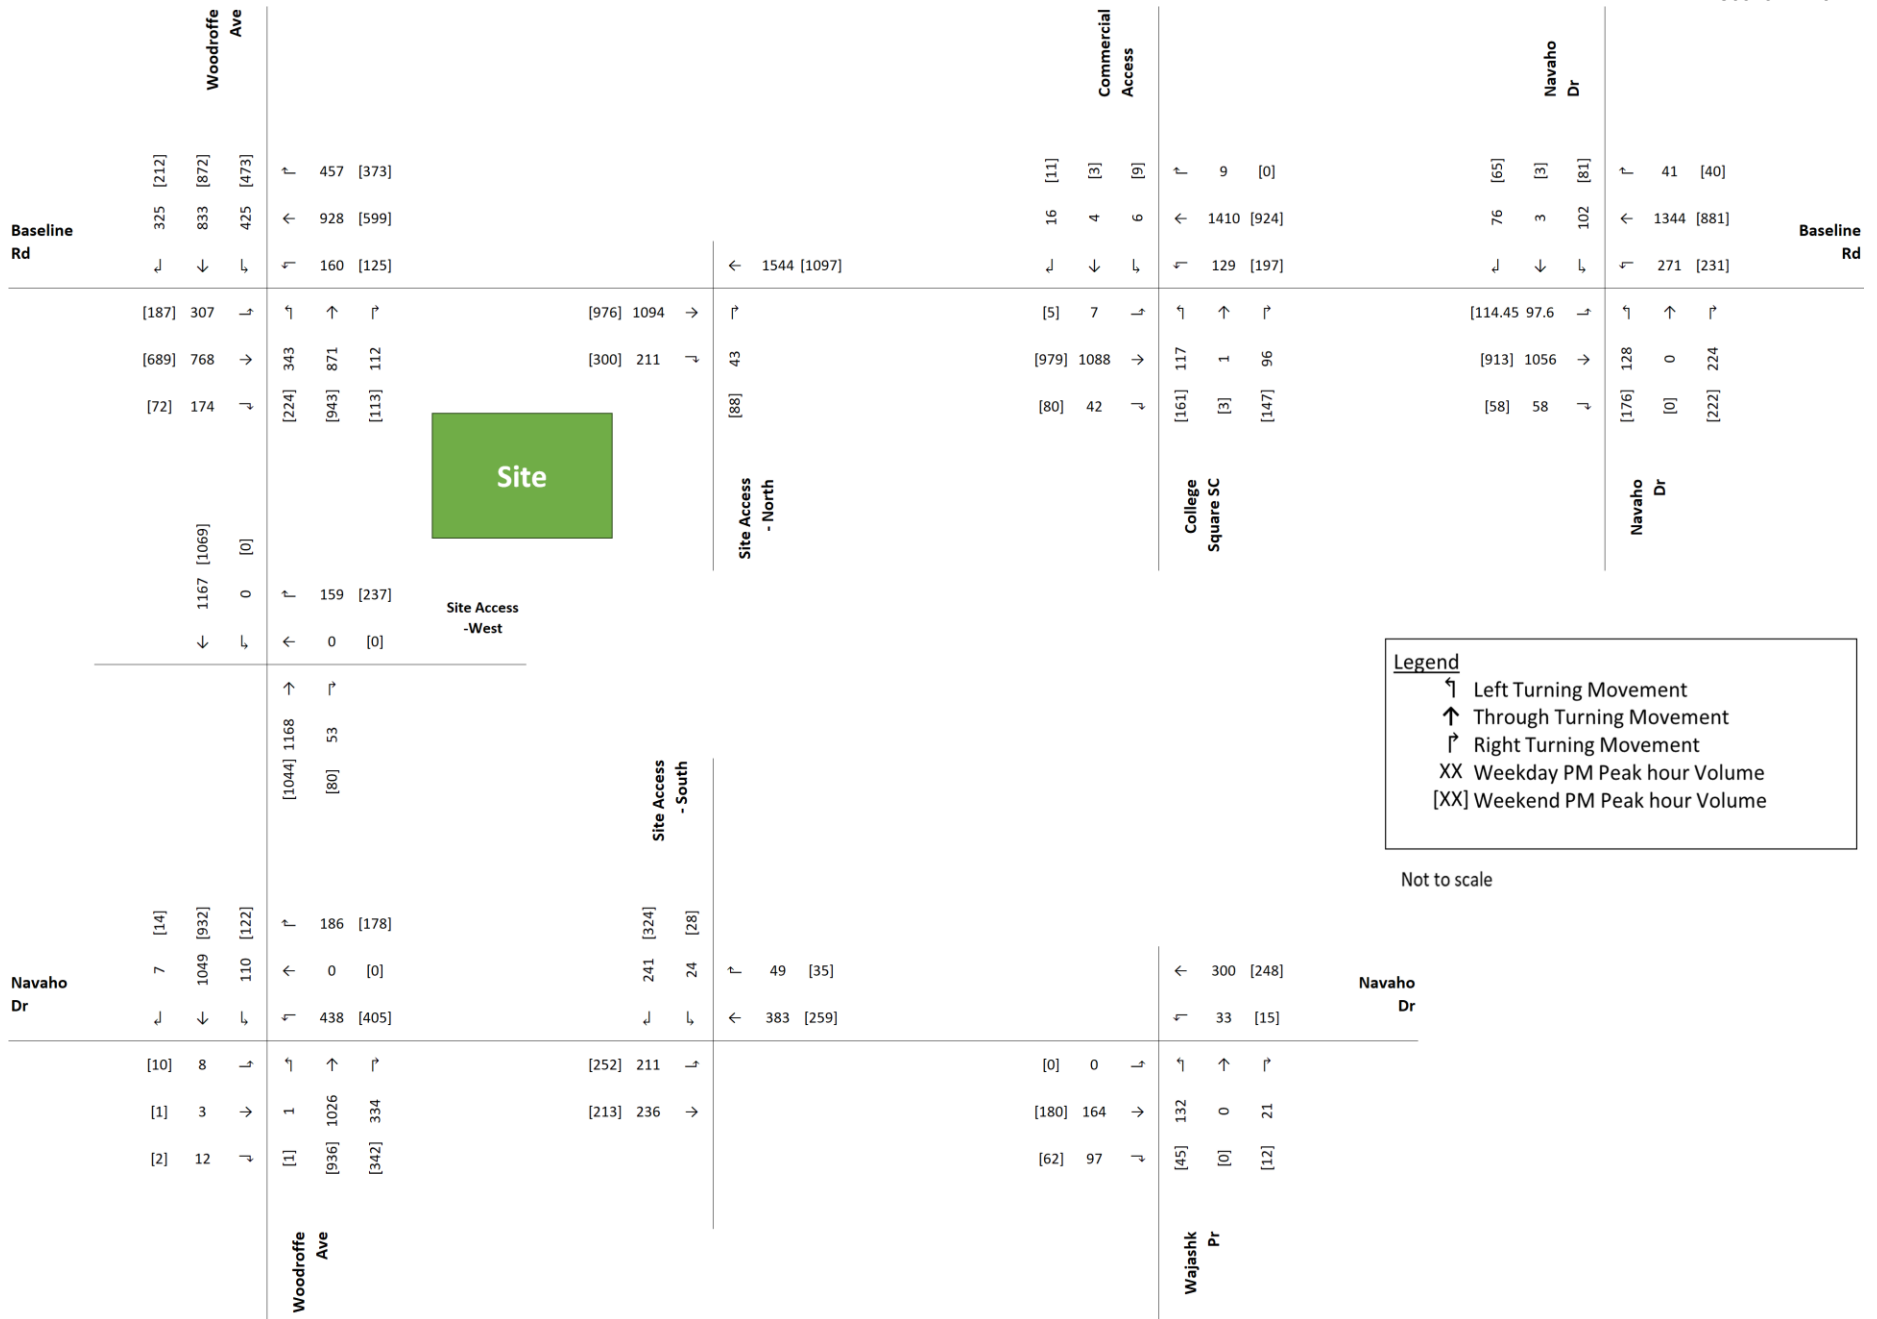 Woodroffe
Ave
Commercial
Access
Navaho
Dr
[212] [872] [473] 457 [373]
325 833 425 928 [599]
160 [125]
1544 [1097]
[11] [3] [9] 9 [0]
16 4 6 1410 [924]
129 [197]
[65] [3] [81] 41 [40]
76 3 102 1344 [881]
271 [231]
Baseline
Rd
Baseline
Rd
[187] 307
[689] 768 343 871 112
[72] 174 [224] [943] [113]
[976] 1094
[300] 211 43
[88]
[5] 7
[979] 1088 117 1 96
[80] 42 [161] [3] [147]
[114.45 97.6
[913] 1056 128 0 224
[58] 58 [176] [0] [222]
Site
Site Access
- North
College
Square SC
Navaho
Dr
[1069] [0]
1167 0 159 [237]
0 [0]
Site Access
-West
1168 53
[1044] [80]
Legend
Left Turning Movement
Through Turning Movement
Right Turning Movement
XX Weekday PM Peak hour Volume
[XX] Weekend PM Peak hour Volume
Not to scale
Site Access
- South
[14] [932] [122] 186 [178]
7 1049 110 0 [0]
438 [405]
[324] [28]
241 24 49 [35]
383 [259]
300 [248]
33 [15]
Navaho
Dr
Navaho
Dr
[10] 8
[1] 3 1 1026 334
[2] 12 [1] [936] [342]
[252] 211
[213] 236
[0] 0
[180] 164 132 0 21
[62] 97 [45] [0] [12]
Woodroffe
Ave
Wajashk
Pr